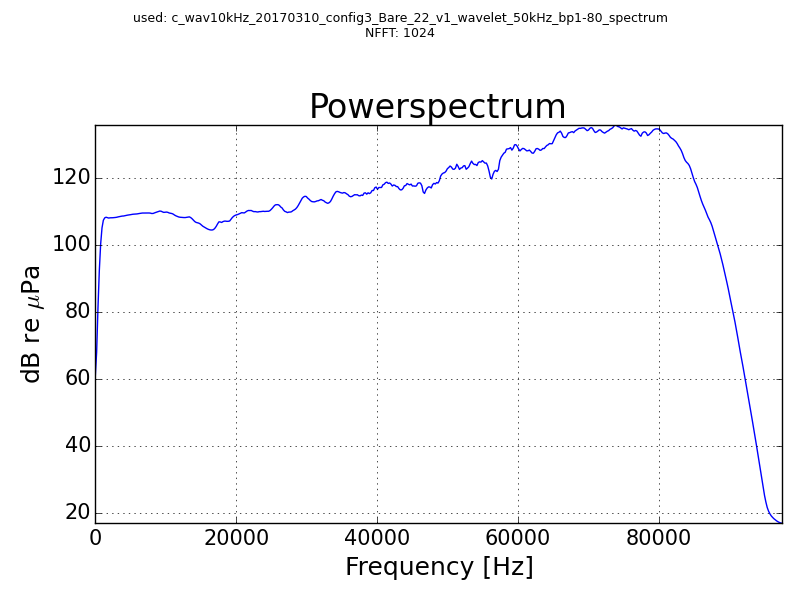 used: c_wav10kHz_20170310_config3_Bare_22_v1_wavelet_50kHz_bp1-80_spectrum
NFFT: 1024
Powerspectrum
120
100
80
60
40
20
dB re μPa
0 20000 40000 60000 80000
Frequency [Hz]